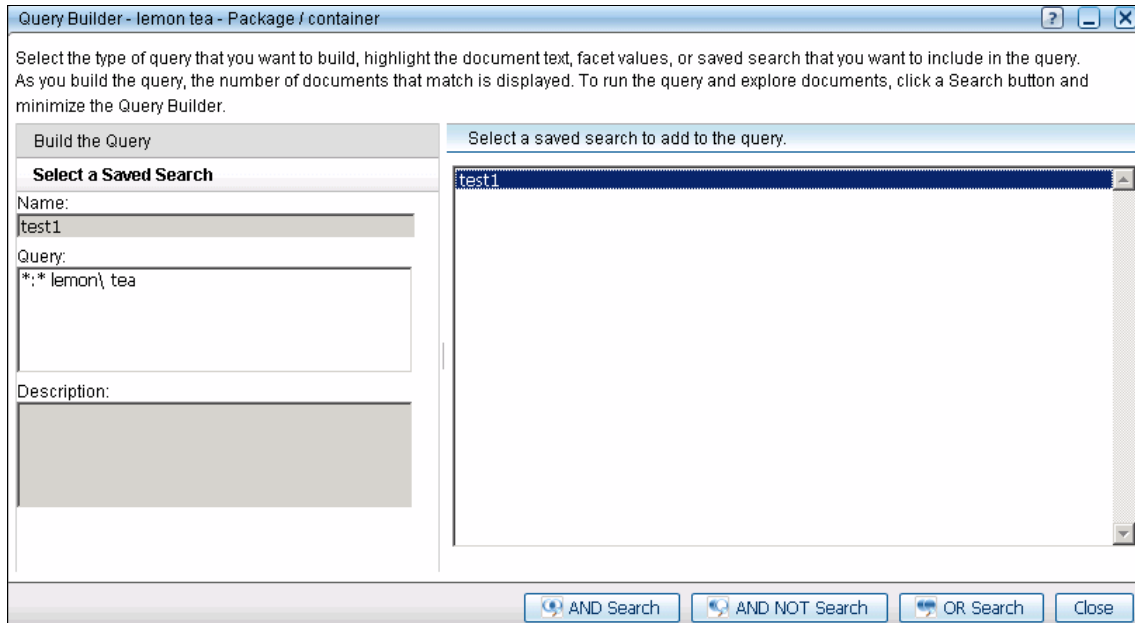 Query Builder - lemon tea - Package / container
?
Select the type of query that you want to build, highlight the document text, facet values, or saved search that you want to include in the query.
As you build the query, the number of documents that match is displayed. To run the query and explore documents, click a Search button and
minimize the Query Builder.
Build the Query
Select a Saved Search
Name:
test1
Query:
*:* lemon\ tea
Description:
Select a saved search to add to the query.
test1
AND Search AND NOT Search OR Search Close